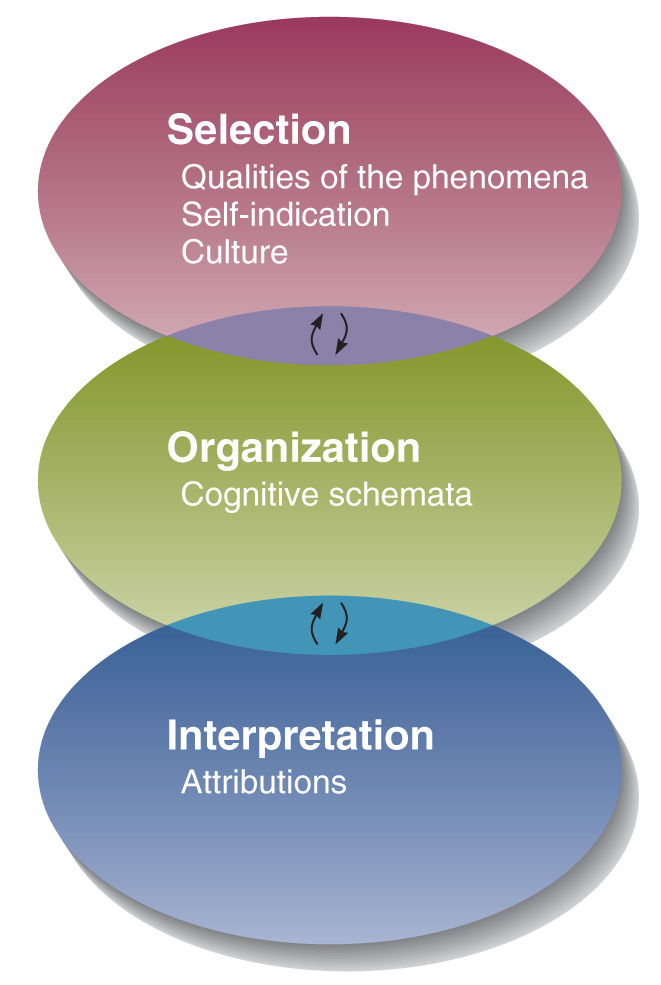 Selection
Qualities of the phenomena
Self-indication
Culture
Organization
Cognitive schemata
Interpretation
Attributions